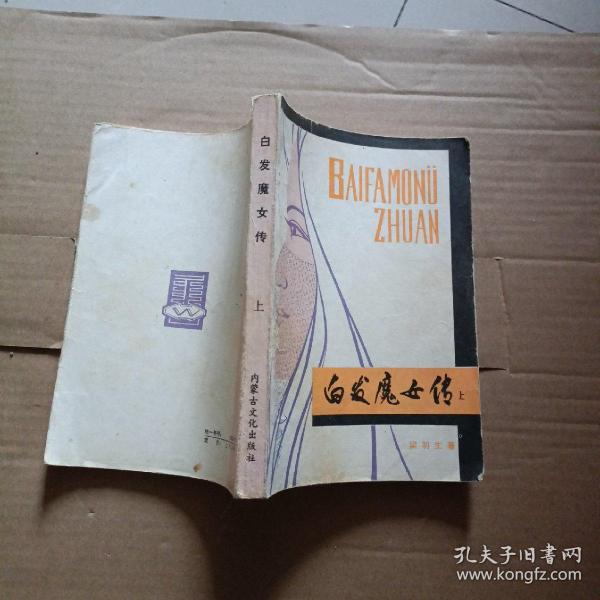 BAIFAMONÜ
ZHUAN
白发魔女传 上
梁羽生著
白发魔女传 上 内蒙古文化出版社
孔夫子旧书网
www.kongfz.com